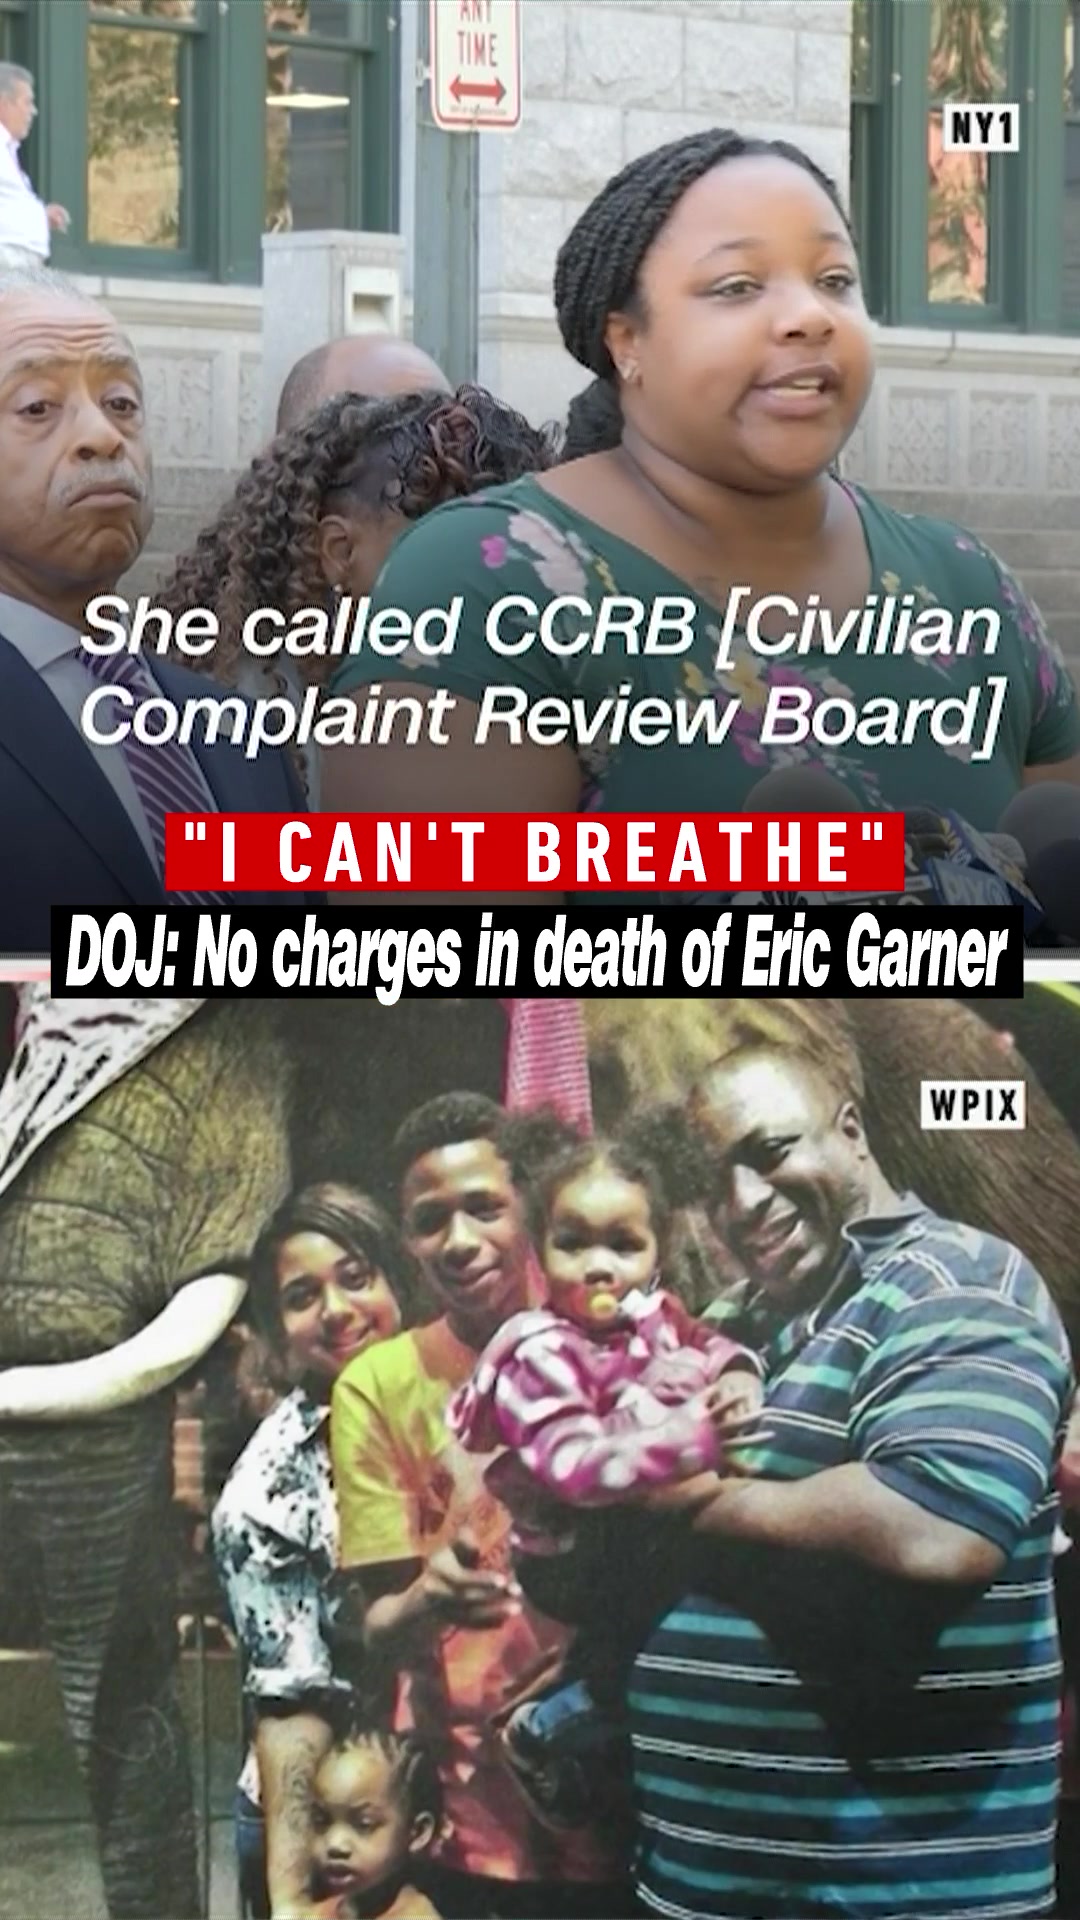 ANY
TIME
NY1
She called CCRB [Civilian
Complaint Review Board]
"I CAN'T BREATHE"
DOJ: No charges in death of Eric Garner
WPIX